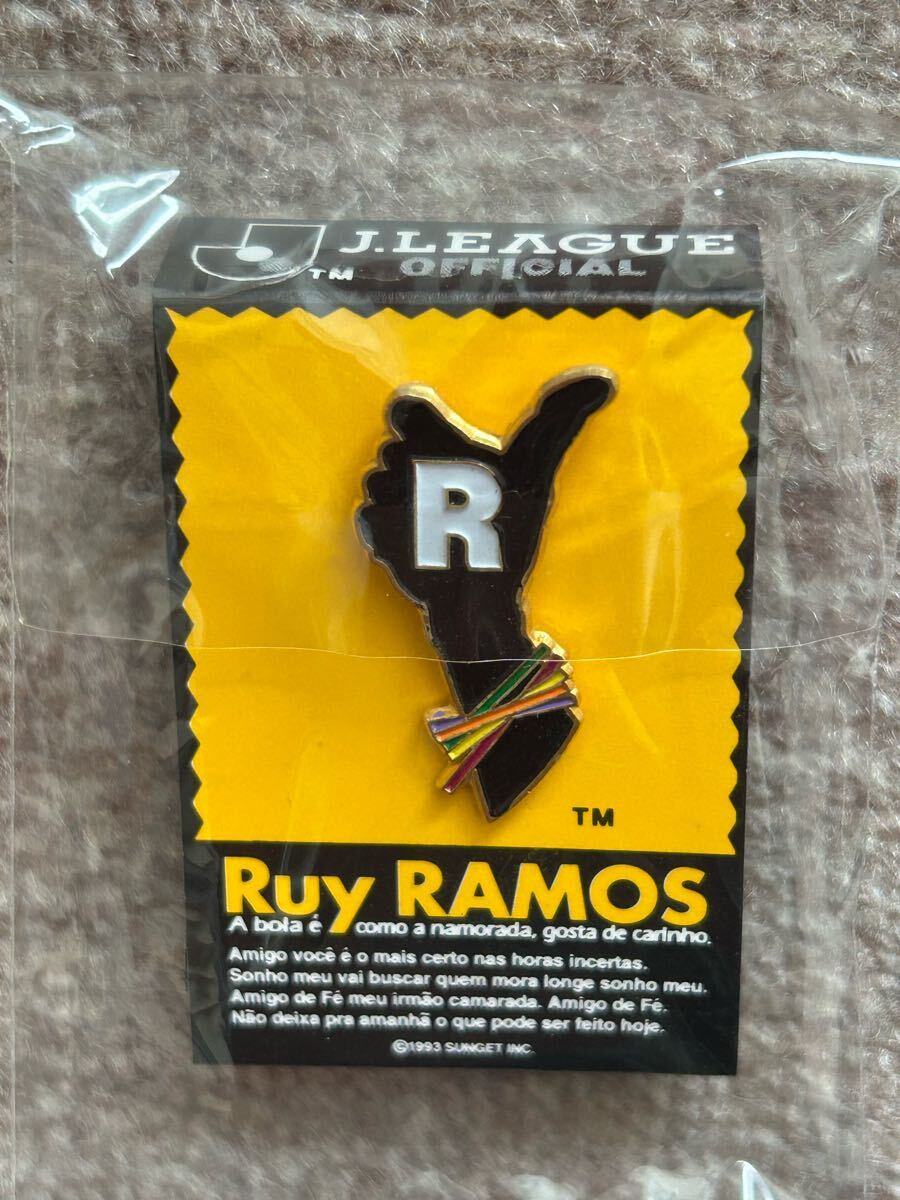 J.LEAGUE
TM OFFICIAL
R
TM
Ruy RAMOS
A bola é como a namorada, gosta de carinho.
Amigo você é o mais certo nas horas incertas.
Sonho meu vai buscar quem mora longe sonho meu.
Amigo de Fé meu irmão camarada. Amigo de Fé.
Não deixa pra amanhã o que pode ser feito hoje.
©1993 SUNGET INC.